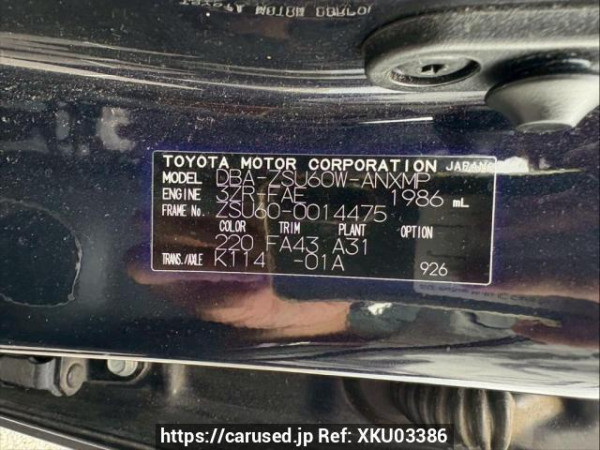 TOYOTA MOTOR CORPORATION JAPAN
MODEL DBA-ZSU60W-ANXMP
ENGINE 3ZR-FAE 1986 mL
FRAME No. ZSU60-0014475
COLOR TRIM PLANT OPTION
220 FA43 A31
TRANS./AXLE K114 -01A 926
https://carused.jp Ref: XKU03386